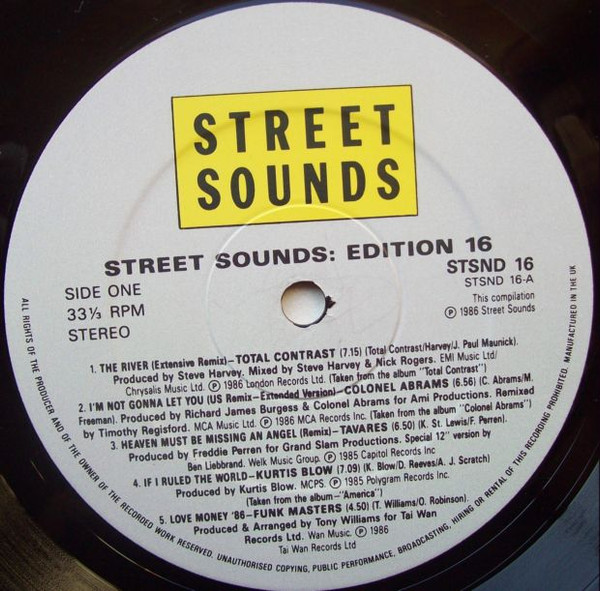 STREET
SOUNDS
STREET SOUNDS: EDITION 16
SIDE ONE
33⅓ RPM
STEREO
STSND 16
STSND 16-A
This compilation
℗ 1986 Street Sounds
1. THE RIVER (Extensive Remix)–TOTAL CONTRAST (7.15) (Total Contrast/Harvey/J. Paul Maunick).
Produced by Steve Harvey. Mixed by Steve Harvey & Nick Rogers. EMI Music Ltd/
Chrysalis Music Ltd. ℗ 1986 London Records Ltd. (Taken from the album "Total Contrast")
2. I'M NOT GONNA LET YOU (US Remix–Extended Version)–COLONEL ABRAMS (6.56) (C. Abrams/M.
Freeman). Produced by Richard James Burgess & Colonel Abrams for Ami Productions. Remixed
by Timothy Regisford. MCA Music Ltd. ℗ 1986 MCA Records Inc. (Taken from the album "Colonel Abrams")
3. HEAVEN MUST BE MISSING AN ANGEL (Remix)–TAVARES (6.50) (K. St. Lewis/F. Perren).
Produced by Freddie Perren for Grand Slam Productions. Special 12" version by
Ben Liebbrand. Welk Music Group. ℗ 1985 Capitol Records Inc
4. IF I RULED THE WORLD–KURTIS BLOW (7.09) (K. Blow/D. Reeves/A. J. Scratch)
Produced by Kurtis Blow. MCPS. ℗ 1985 Polygram Records Inc.
(Taken from the album–"America")
5. LOVE MONEY '86–FUNK MASTERS (4.50) (T. Williams/O. Robinson).
Produced & Arranged by Tony Williams for Tai Wan
Records Ltd. Wan Music. ℗ 1986
Tai Wan Records Ltd
ALL RIGHTS OF THE PRODUCER AND OF THE OWNER OF THE RECORDED WORK RESERVED. UNAUTHORISED COPYING, PUBLIC PERFORMANCE, BROADCASTING, HIRING OR RENTAL OF THIS RECORDING PROHIBITED. MANUFACTURED IN THE UK